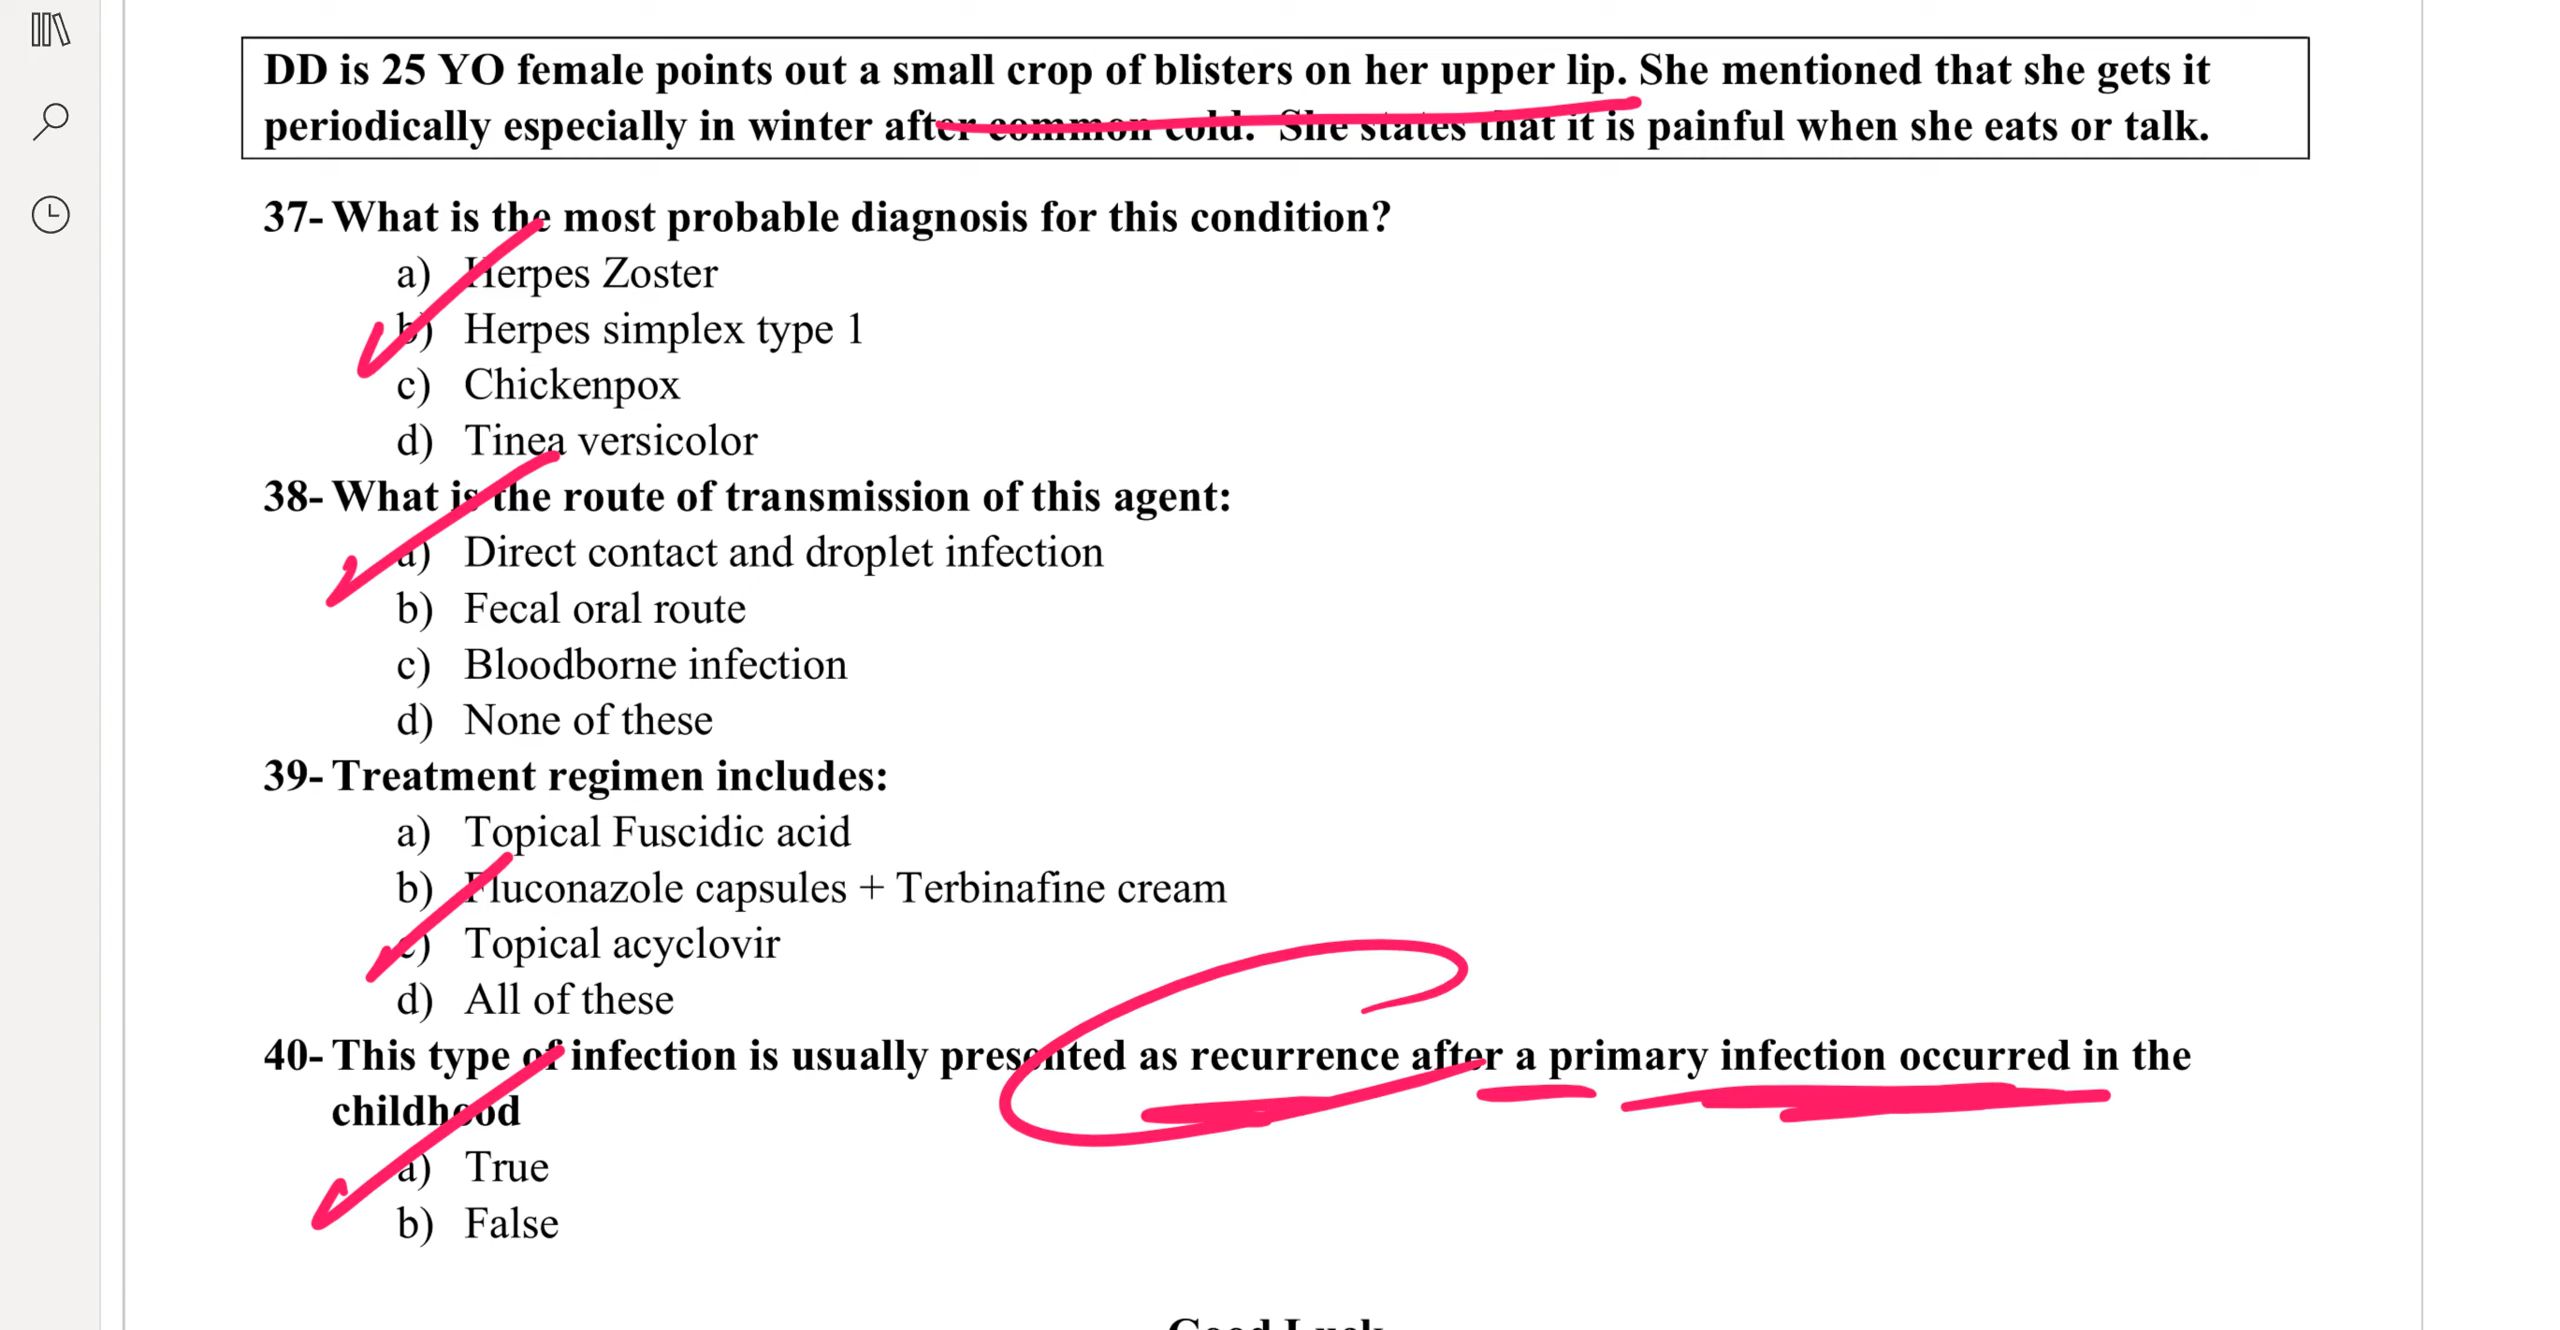 DD is 25 YO female points out a small crop of blisters on her upper lip. She mentioned that she gets it
periodically especially in winter after common cold. She states that it is painful when she eats or talk.
37- What is the most probable diagnosis for this condition?
a) Herpes Zoster
b) Herpes simplex type 1
c) Chickenpox
d) Tinea versicolor
38- What is the route of transmission of this agent:
a) Direct contact and droplet infection
b) Fecal oral route
c) Bloodborne infection
d) None of these
39- Treatment regimen includes:
a) Topical Fuscidic acid
b) Fluconazole capsules + Terbinafine cream
c) Topical acyclovir
d) All of these
40- This type of infection is usually presented as recurrence after a primary infection occurred in the
childhood
a) True
b) False
Good Luck